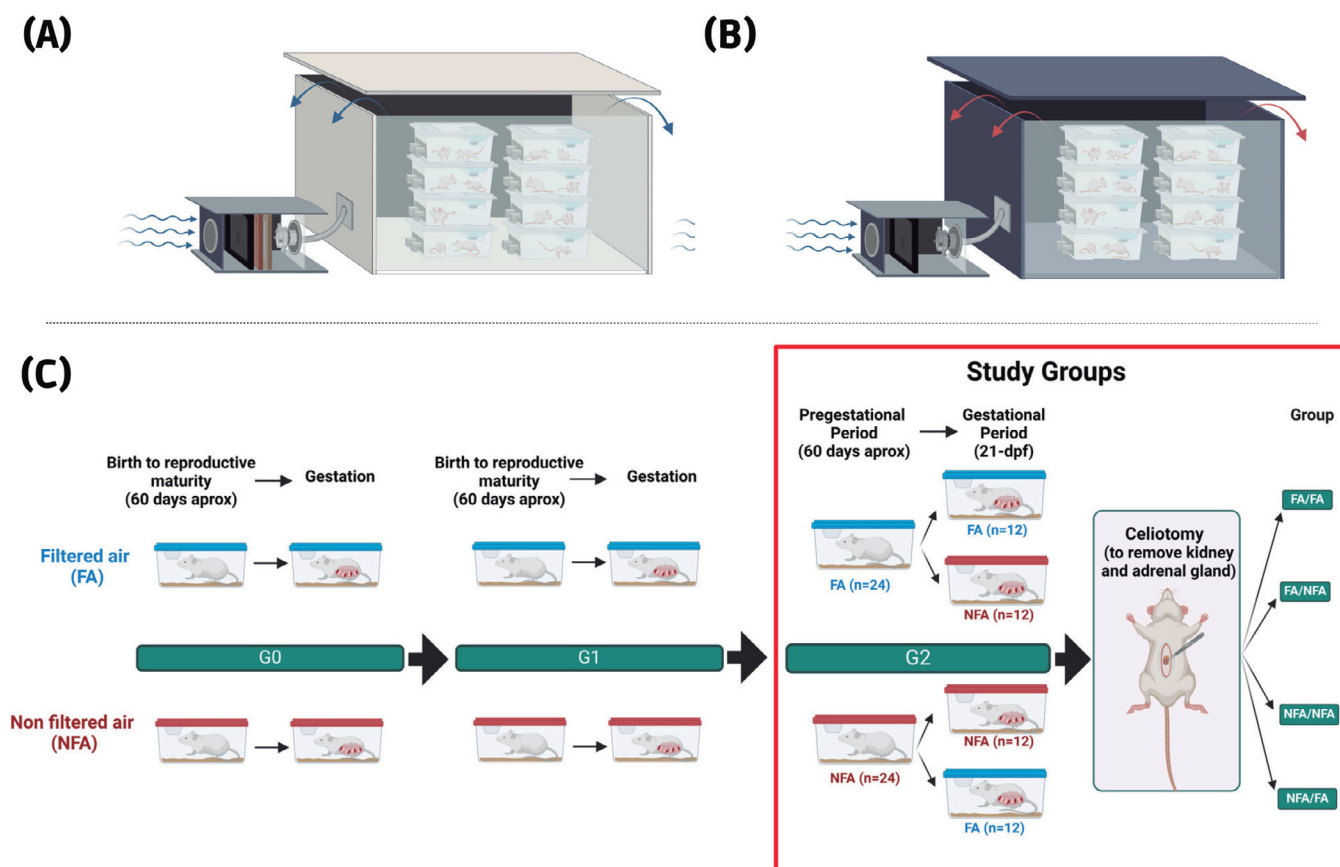 (A)
(B)
(C)
Study Groups
Birth to reproductive
maturity
(60 days aprox)
Gestation
Birth to reproductive
maturity
(60 days aprox)
Gestation
Pregestational
Period
(60 days aprox)
Gestational
Period
(21-dpf)
Group
Filtered air
(FA)
FA (n=24)
FA (n=12)
NFA (n=12)
Celiotomy
(to remove kidney
and adrenal gland)
FA/FA
FA/NFA
G0
G1
G2
Non filtered air
(NFA)
NFA (n=24)
NFA (n=12)
FA (n=12)
NFA/NFA
NFA/FA